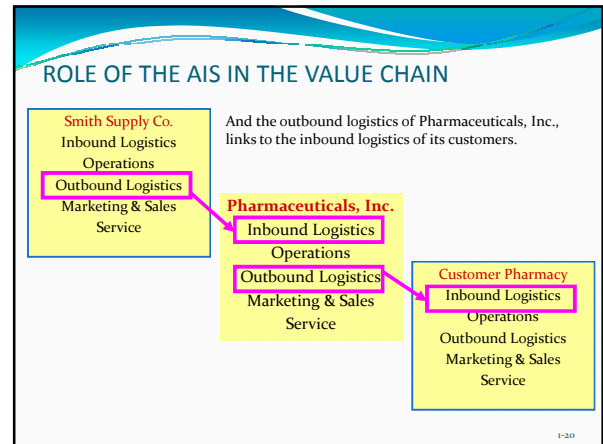 ROLE OF THE AIS IN THE VALUE CHAIN
Smith Supply Co.
Inbound Logistics
Operations
Outbound Logistics
Marketing & Sales
Service
And the outbound logistics of Pharmaceuticals, Inc.,
links to the inbound logistics of its customers.
Pharmaceuticals, Inc.
Inbound Logistics
Operations
Outbound Logistics
Marketing & Sales
Service
Customer Pharmacy
Inbound Logistics
Operations
Outbound Logistics
Marketing & Sales
Service
1-20